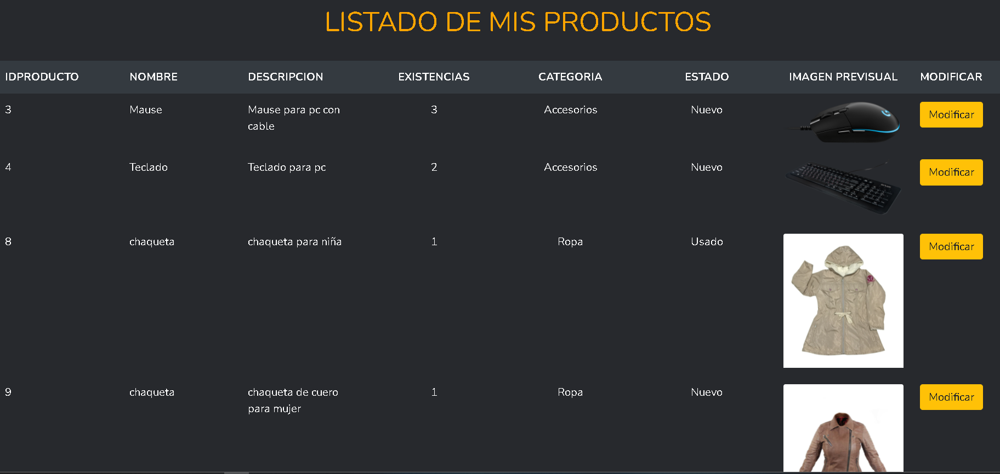 LISTADO DE MIS PRODUCTOS
IDPRODUCTO NOMBRE DESCRIPCION EXISTENCIAS CATEGORIA ESTADO IMAGEN PREVISUAL MODIFICAR
3 Mause Mause para pc con 3 Accesorios Nuevo Modificar
cable
4 Teclado Teclado para pc 2 Accesorios Nuevo Modificar
8 chaqueta chaqueta para niña 1 Ropa Usado Modificar
9 chaqueta chaqueta de cuero 1 Ropa Nuevo Modificar
para mujer